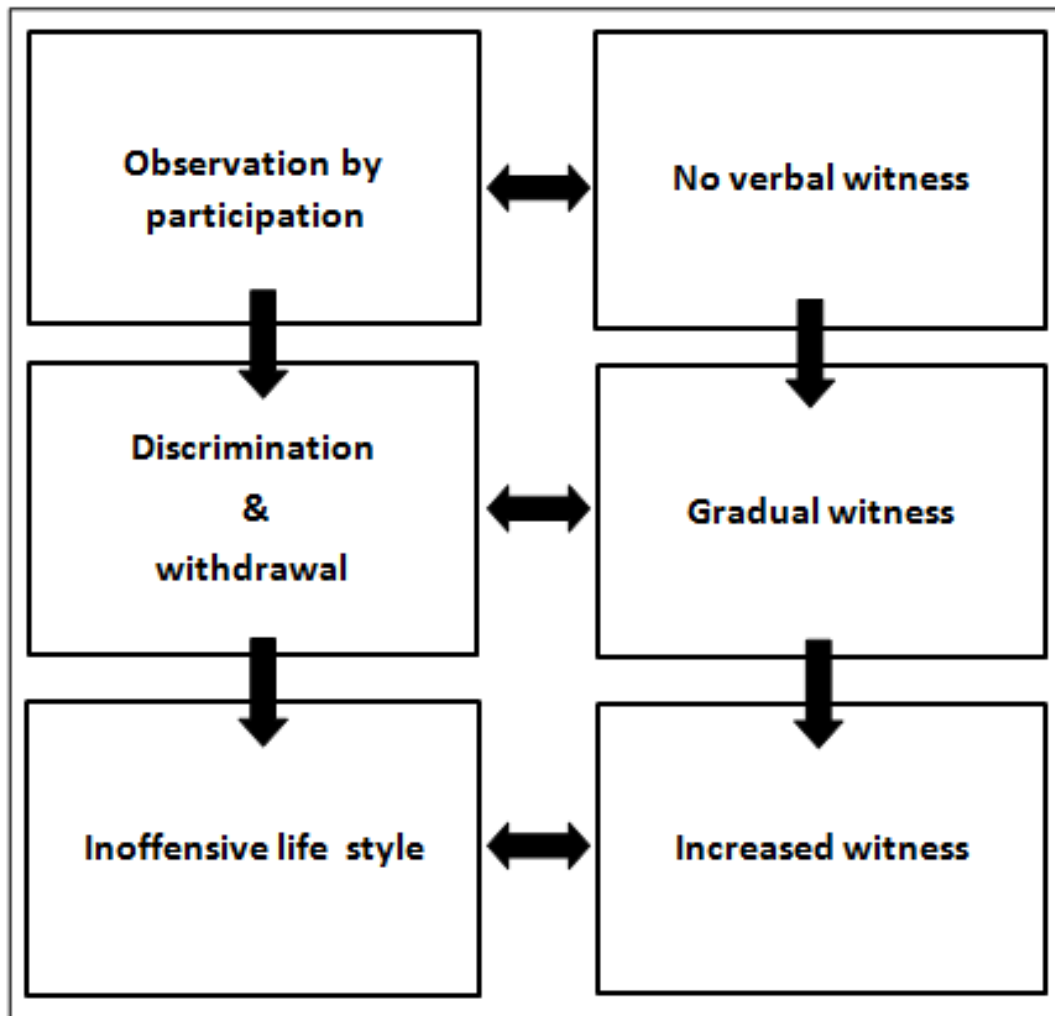 Observation by
participation
No verbal witness
Discrimination
&
withdrawal
Gradual witness
Inoffensive life style
Increased witness